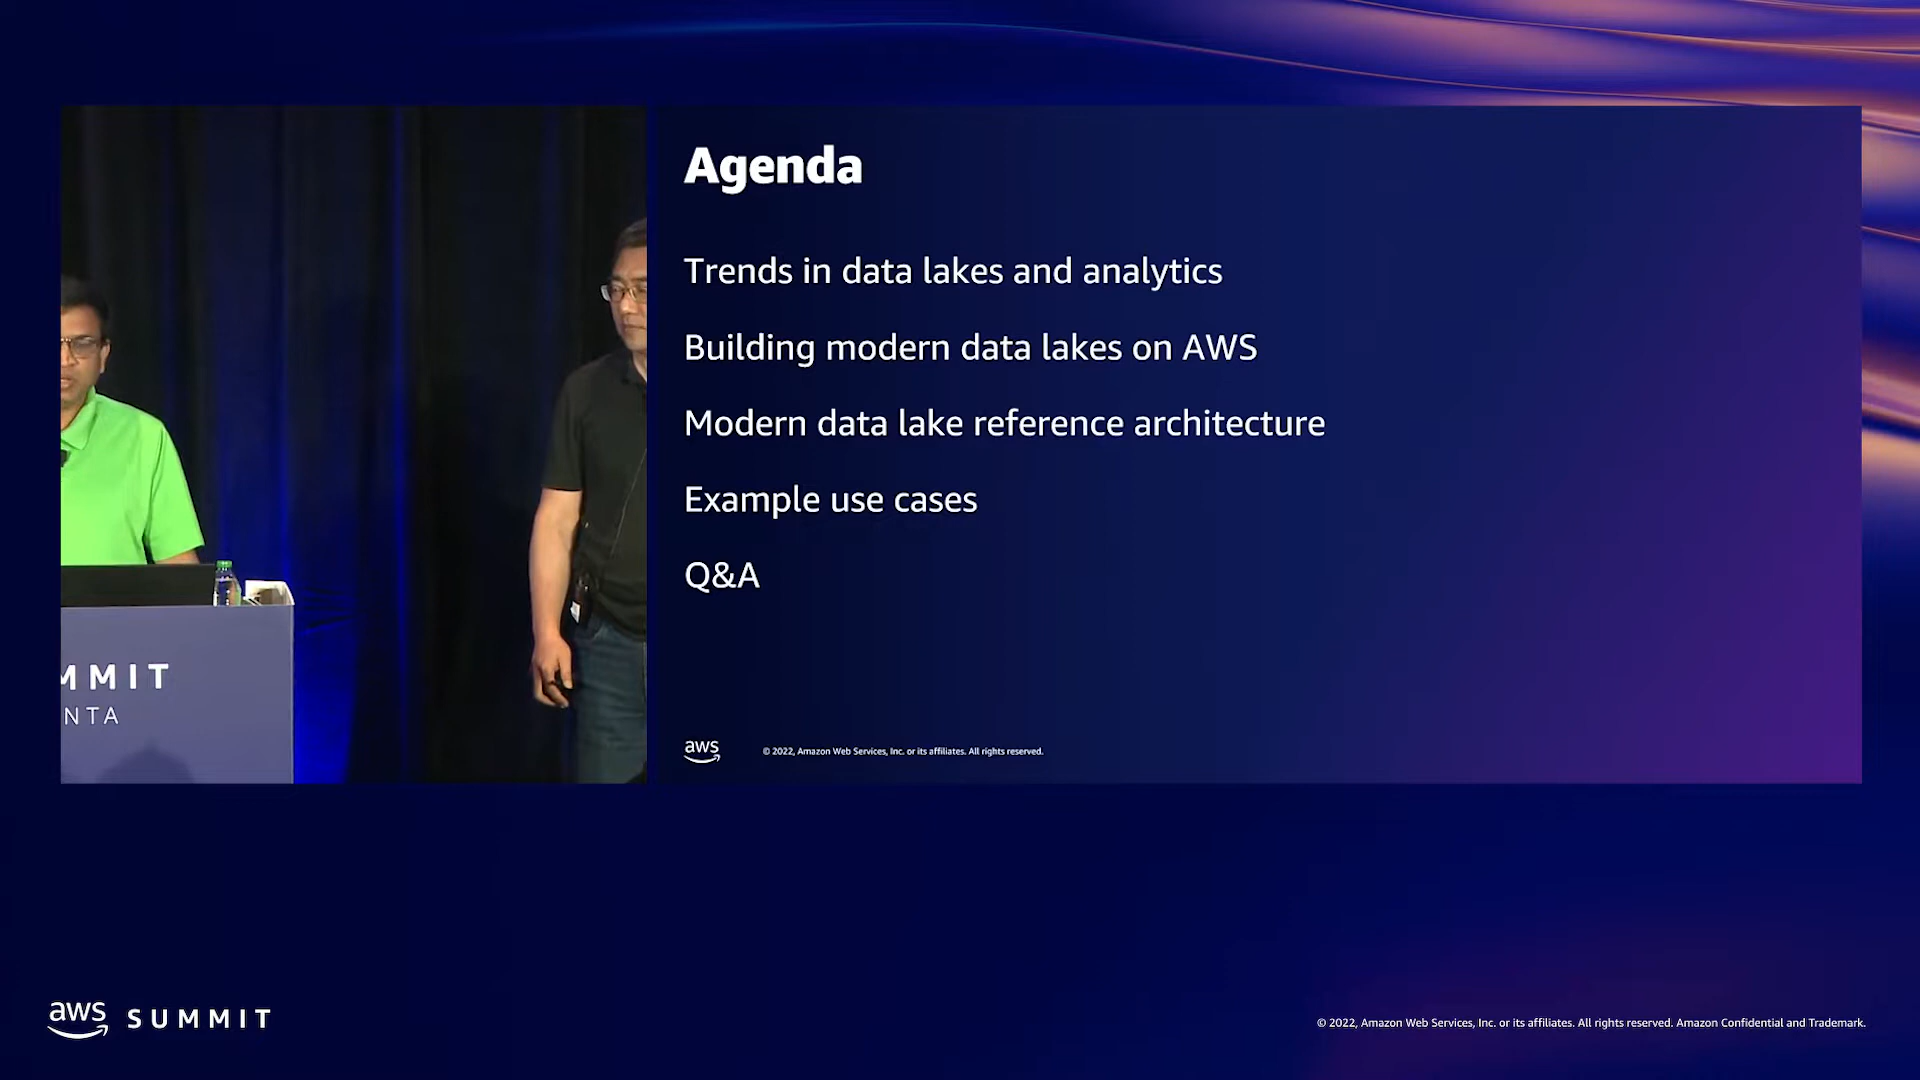 Agenda
Trends in data lakes and analytics
Building modern data lakes on AWS
Modern data lake reference architecture
Example use cases
Q&A
MMIT
NTA
aws
© 2022, Amazon Web Services, Inc. or its affiliates. All rights reserved.
aws SUMMIT
© 2022, Amazon Web Services, Inc. or its affiliates. All rights reserved. Amazon Confidential and Trademark.